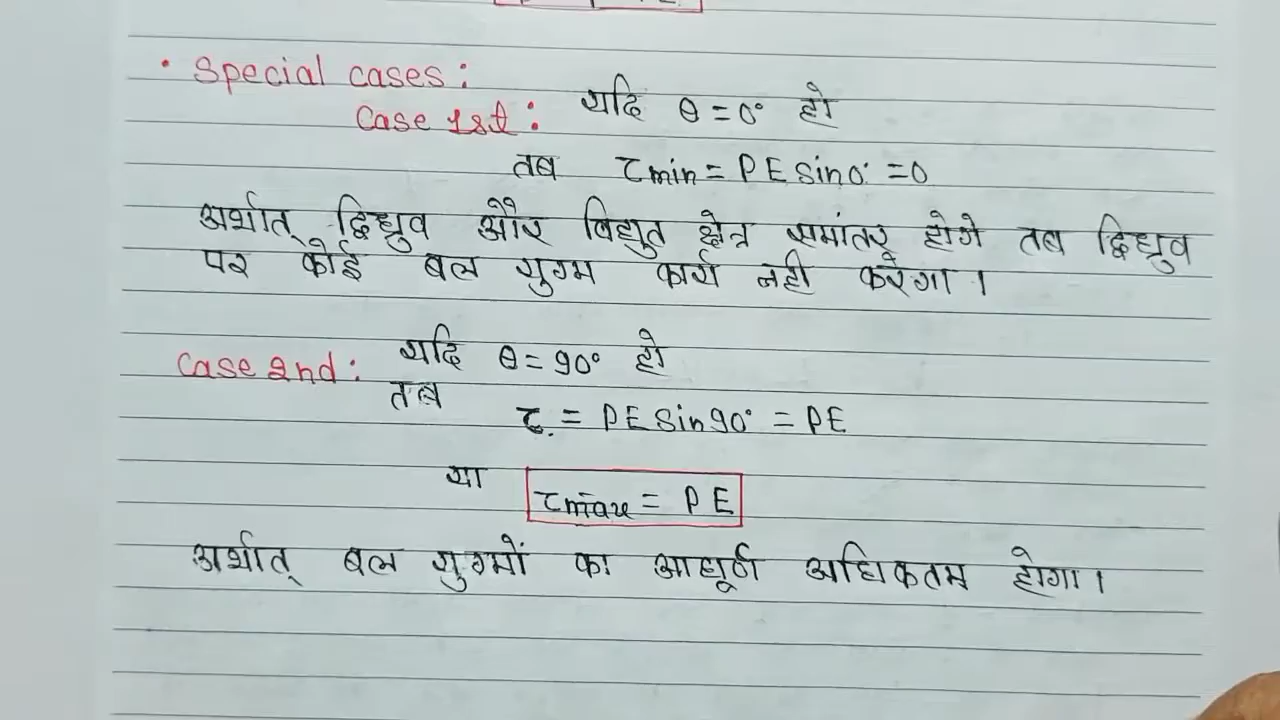 • Special cases:
Case 1st: यदि θ = 0° हो
तब τmin = PE Sin0° = 0
अर्थात् द्विध्रुव और विद्युत क्षेत्र समांतर होगे तब द्विध्रुव
पर कोई बल युग्म कार्य नही करेगा।
Case 2nd: यदि θ = 90° हो
तब
τ = PE Sin90° = PE
या τmax = PE
अर्थात् बल युग्मों का आघूर्ण अधिकतम होगा।